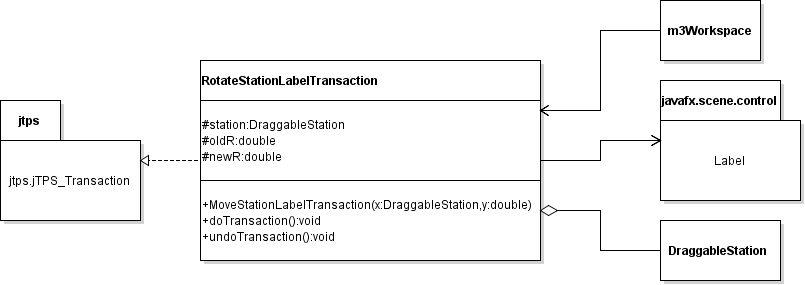 m3Workspace
RotateStationLabelTransaction
#station:DraggableStation
#oldR:double
#newR:double
+MoveStationLabelTransaction(x:DraggableStation,y:double)
+doTransaction():void
+undoTransaction():void
jtps
jtps.jTPS_Transaction
javafx.scene.control
Label
DraggableStation